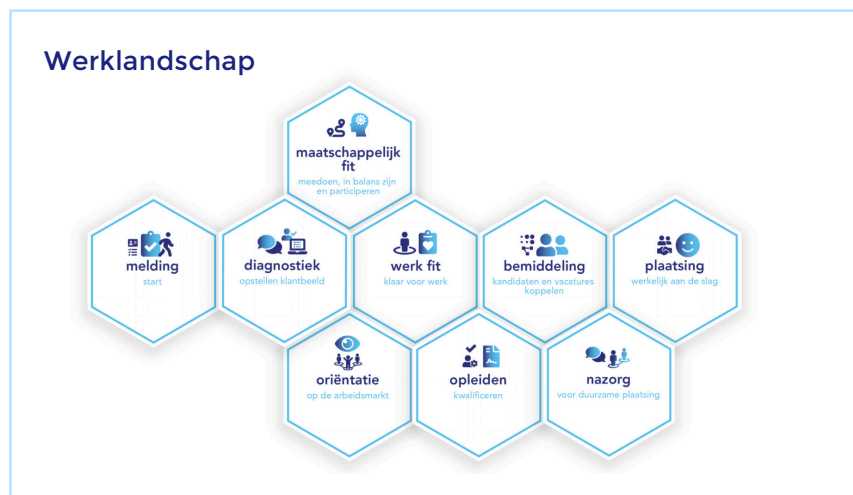 Werklandschap
maatschappelijk
fit
meedoen, in balans zijn
en participeren
melding
start
diagnostiek
opstellen klantbeeld
werk fit
klaar voor werk
bemiddeling
kandidaten en vacatures
koppelen
plaatsing
werkelijk aan de slag
oriëntatie
op de arbeidsmarkt
opleiden
kwalificeren
nazorg
voor duurzame plaatsing